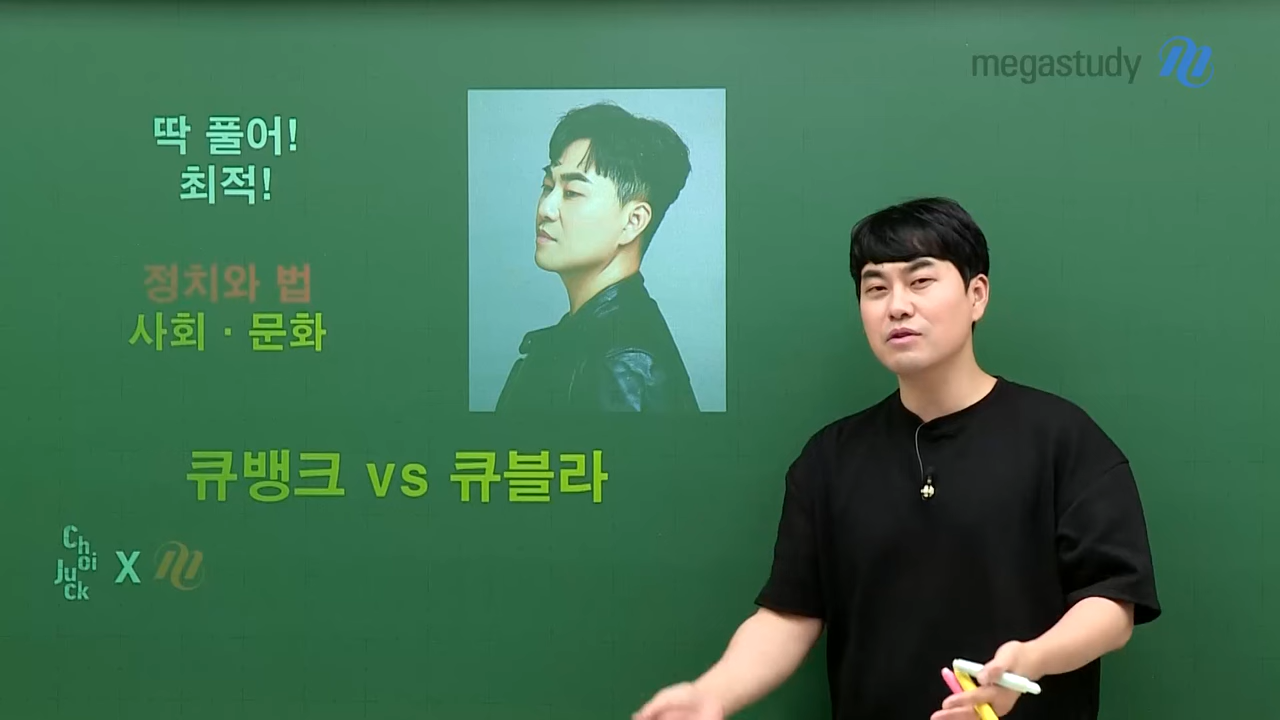 megastudy
딱 풀어!
최적!
정치와 법
사회 · 문화
큐뱅크 vs 큐블라
Choi
Juck
X